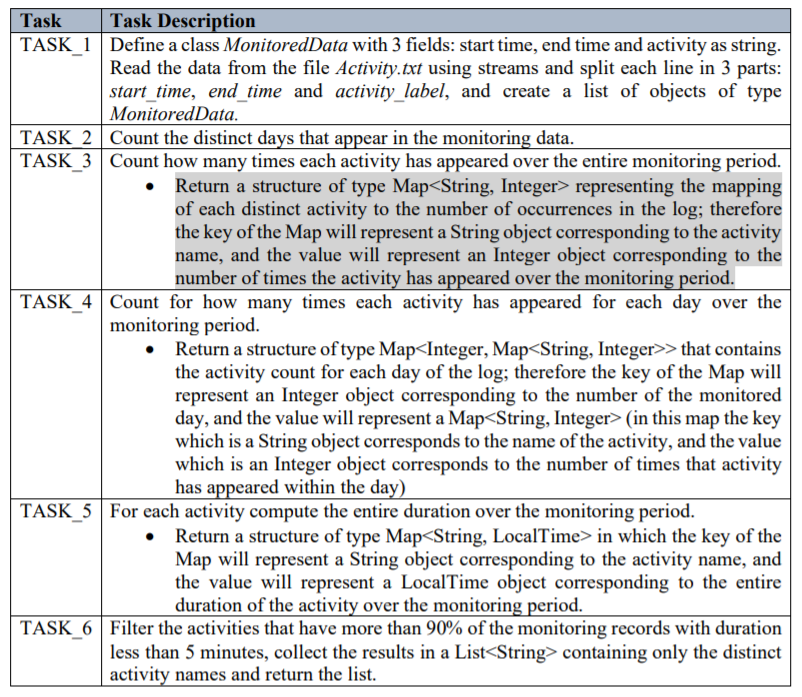 Task Task Description
TASK_1 Define a class MonitoredData with 3 fields: start time, end time and activity as string.
Read the data from the file Activity.txt using streams and split each line in 3 parts:
start_time, end_time and activity_label, and create a list of objects of type
MonitoredData.
TASK_2 Count the distinct days that appear in the monitoring data.
TASK_3 Count how many times each activity has appeared over the entire monitoring period.
• Return a structure of type Map<String, Integer> representing the mapping
of each distinct activity to the number of occurrences in the log; therefore
the key of the Map will represent a String object corresponding to the activity
name, and the value will represent an Integer object corresponding to the
number of times the activity has appeared over the monitoring period.
TASK_4 Count for how many times each activity has appeared for each day over the
monitoring period.
• Return a structure of type Map<Integer, Map<String, Integer>> that contains
the activity count for each day of the log; therefore the key of the Map will
represent an Integer object corresponding to the number of the monitored
day, and the value will represent a Map<String, Integer> (in this map the key
which is a String object corresponds to the name of the activity, and the value
which is an Integer object corresponds to the number of times that activity
has appeared within the day)
TASK_5 For each activity compute the entire duration over the monitoring period.
• Return a structure of type Map<String, LocalTime> in which the key of the
Map will represent a String object corresponding to the activity name, and
the value will represent a LocalTime object corresponding to the entire
duration of the activity over the monitoring period.
TASK_6 Filter the activities that have more than 90% of the monitoring records with duration
less than 5 minutes, collect the results in a List<String> containing only the distinct
activity names and return the list.